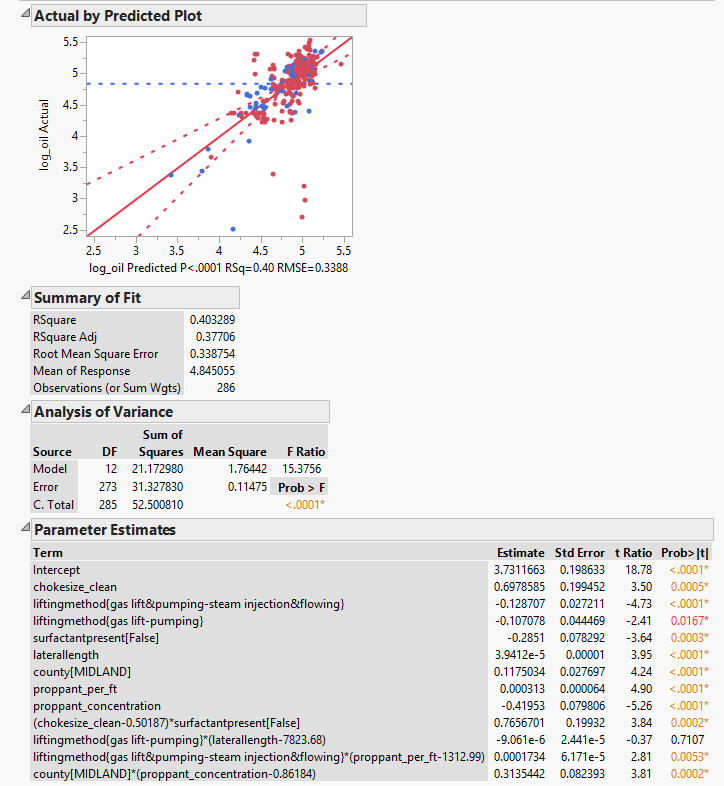 Actual by Predicted Plot
5.5
5
4.5
4
3.5
3
2.5
log_oil Actual
2.5 3 3.5 4 4.5 5 5.5
log_oil Predicted P<.0001 RSq=0.40 RMSE=0.3388
Summary of Fit
RSquare 0.403289
RSquare Adj 0.37706
Root Mean Square Error 0.338754
Mean of Response 4.845055
Observations (or Sum Wgts) 286
Analysis of Variance
Sum of
Source DF Squares Mean Square F Ratio
Model 12 21.172980 1.76442 15.3756
Error 273 31.327830 0.11475 Prob > F
C. Total 285 52.500810 <.0001*
Parameter Estimates
Term Estimate Std Error t Ratio Prob>|t|
Intercept 3.7311663 0.198633 18.78 <.0001*
chokesize_clean 0.6978585 0.199452 3.50 0.0005*
liftingmethod{gas lift&pumping-steam injection&flowing} -0.128707 0.027211 -4.73 <.0001*
liftingmethod{gas lift-pumping} -0.107078 0.044469 -2.41 0.0167*
surfactantpresent[False] -0.2851 0.078292 -3.64 0.0003*
laterallength 3.9412e-5 0.00001 3.95 <.0001*
county[MIDLAND] 0.1175034 0.027697 4.24 <.0001*
proppant_per_ft 0.000313 0.000064 4.90 <.0001*
proppant_concentration -0.41953 0.079806 -5.26 <.0001*
(chokesize_clean-0.50187)*surfactantpresent[False] 0.7656701 0.19932 3.84 0.0002*
liftingmethod{gas lift-pumping}*(laterallength-7823.68) -9.061e-6 2.441e-5 -0.37 0.7107
liftingmethod{gas lift&pumping-steam injection&flowing}*(proppant_per_ft-1312.99) 0.0001734 6.171e-5 2.81 0.0053*
county[MIDLAND]*(proppant_concentration-0.86184) 0.3135442 0.082393 3.81 0.0002*